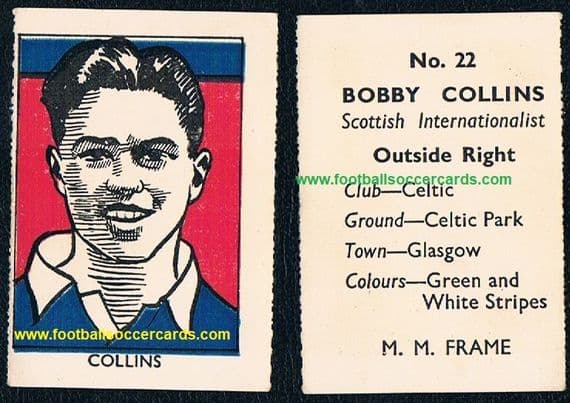 www.footballsoccercards.com
COLLINS
No. 22
BOBBY COLLINS
Scottish Internationalist
Outside Right
www.footballsoccercards.com
Club—Celtic
Ground—Celtic Park
Town—Glasgow
Colours—Green and
White Stripes
M. M. FRAME